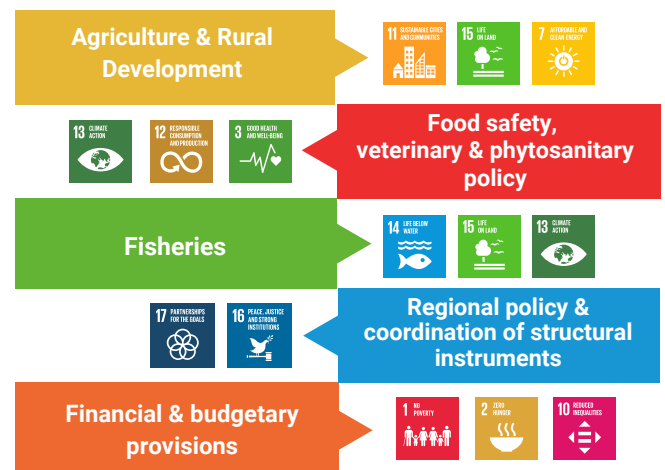 Agriculture & Rural
Development
11 SUSTAINABLE CITIES
AND COMMUNITIES
15 LIFE
ON LAND
7 AFFORDABLE AND
CLEAN ENERGY
13 CLIMATE
ACTION
12 RESPONSIBLE
CONSUMPTION
AND PRODUCTION
3 GOOD HEALTH
AND WELL-BEING
Food safety,
veterinary & phytosanitary
policy
Fisheries
14 LIFE BELOW
WATER
15 LIFE
ON LAND
13 CLIMATE
ACTION
17 PARTNERSHIPS
FOR THE GOALS
16 PEACE, JUSTICE
AND STRONG
INSTITUTIONS
Regional policy &
coordination of structural
instruments
Financial & budgetary
provisions
1 NO
POVERTY
2 ZERO
HUNGER
10 REDUCED
INEQUALITIES